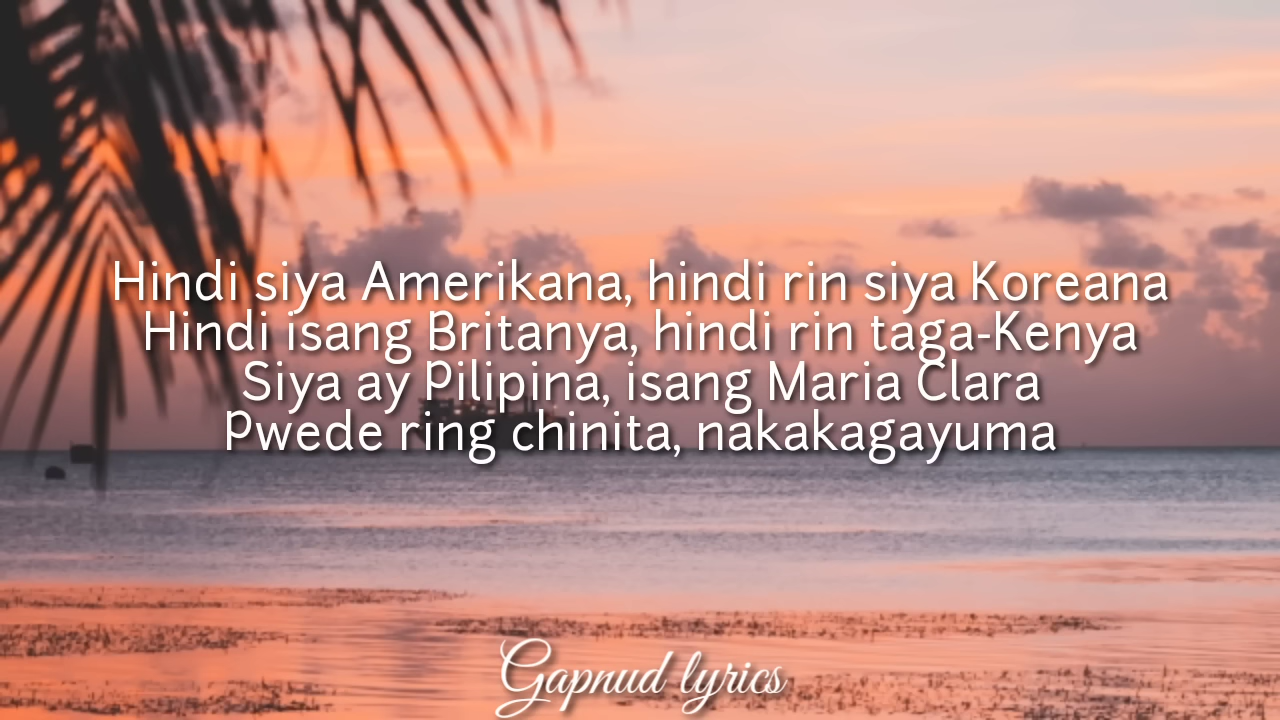 Hindi siya Amerikana, hindi rin siya Koreana
Hindi isang Britanya, hindi rin taga-Kenya
Siya ay Pilipina, isang Maria Clara
Pwede ring chinita, nakakagayuma
Gapnud lyrics